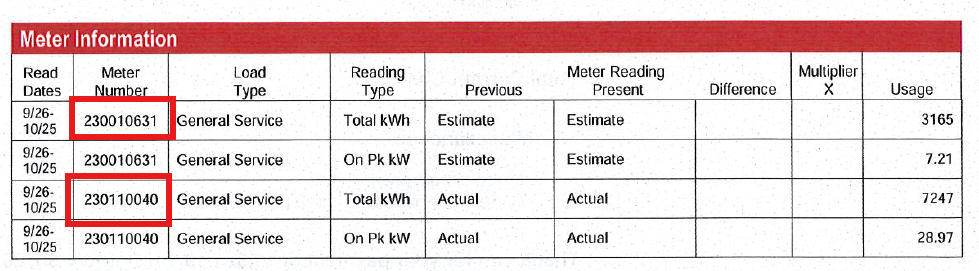 Meter Information
Read Dates Meter Number Load Type Reading Type Meter Reading Previous Present Difference Multiplier X Usage
9/26-10/25 230010631 General Service Total kWh Estimate Estimate 3165
9/26-10/25 230010631 General Service On Pk kW Estimate Estimate 7.21
9/26-10/25 230110040 General Service Total kWh Actual Actual 7247
9/26-10/25 230110040 General Service On Pk kW Actual Actual 28.97